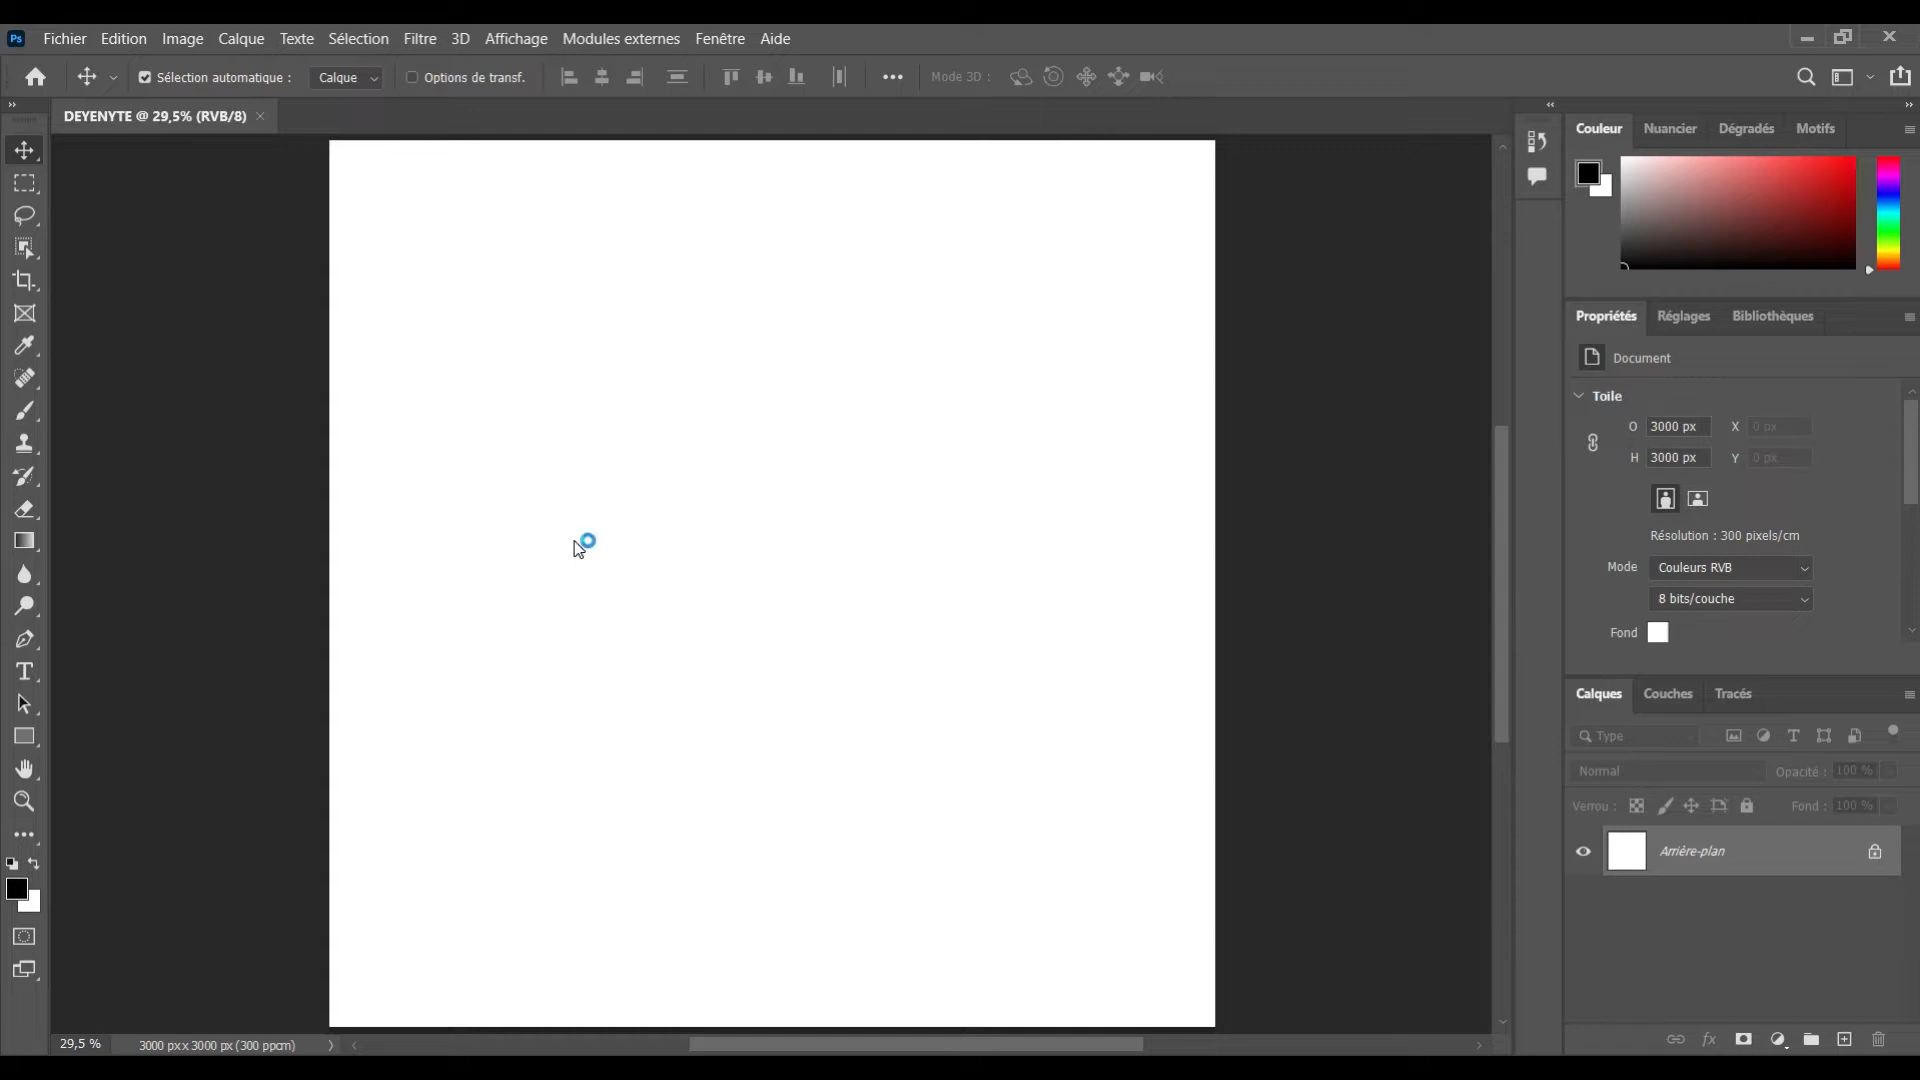 Ps Fichier Edition Image Calque Texte Sélection Filtre 3D Affichage Modules externes Fenêtre Aide
Sélection automatique : Calque Options de transf. Mode 3D :
DEYENYTE @ 29,5% (RVB/8)
Couleur Nuancier Dégradés Motifs
Propriétés Réglages Bibliothèques
Document
Toile
O 3000 px X 0 px
H 3000 px Y 0 px
Résolution : 300 pixels/cm
Mode Couleurs RVB
8 bits/couche
Fond
Calques Couches Tracés
Type
Normal Opacité : 100 %
Verrou : Fond : 100 %
Arrière-plan
29,5 % 3000 px x 3000 px (300 ppcm)